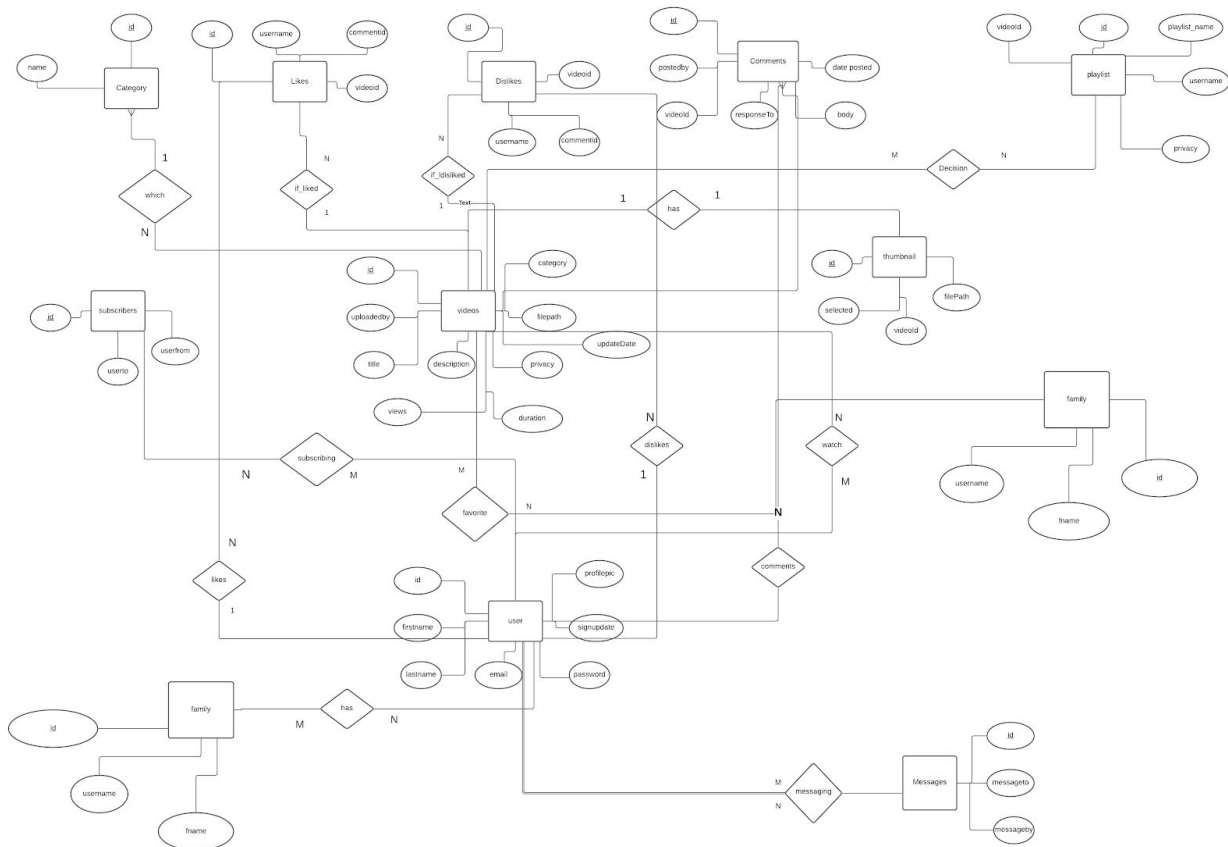 id
id
username
commentid
id
id
videoId
id
playlist_name
name
Category
Likes
videoid
Dislikes
videoid
postedby
Comments
date posted
playlist
username
username
commentid
videoId
responseTo
body
privacy
1
N
N
M
Decision
N
which
if_liked
if_ldisliked
1
1
Text
1
has
1
N
id
category
id
thumbnail
filePath
id
subscribers
uploadedby
videos
filepath
selected
videoId
userto
userfrom
title
description
privacy
updateDate
views
duration
family
N
N
subscribing
dislikes
watch
N
M
M
1
M
username
id
favorite
N
N
fname
N
likes
1
comments
id
profilepic
firstname
user
signupdate
lastname
email
password
family
has
M
N
id
username
fname
M
N
messaging
Messages
id
messageto
messageby